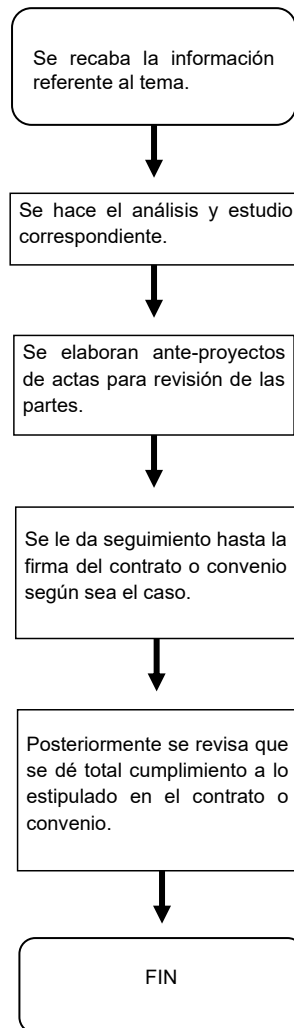 Se recaba la información
referente al tema.
Se hace el análisis y estudio
correspondiente.
Se elaboran ante-proyectos
de actas para revisión de las
partes.
Se le da seguimiento hasta la
firma del contrato o convenio
según sea el caso.
Posteriormente se revisa que
se dé total cumplimiento a lo
estipulado en el contrato o
convenio.
FIN